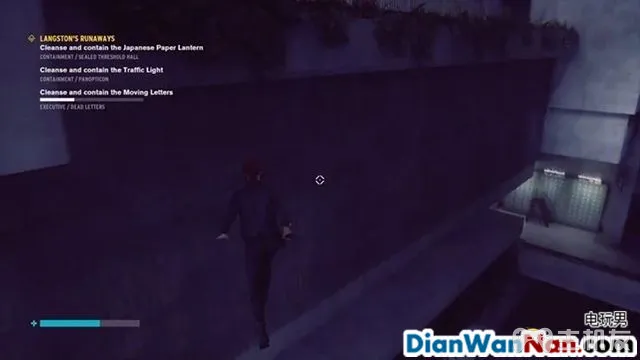 LANGSTON'S RUNAWAYS
Cleanse and contain the Japanese Paper Lantern
CONTAINMENT / SEALED THRESHOLD HALL
Cleanse and contain the Traffic Light
CONTAINMENT / PANOPTICON
Cleanse and contain the Moving Letters
EXECUTIVE / DEAD LETTERS
电玩男
DianWanNan.com